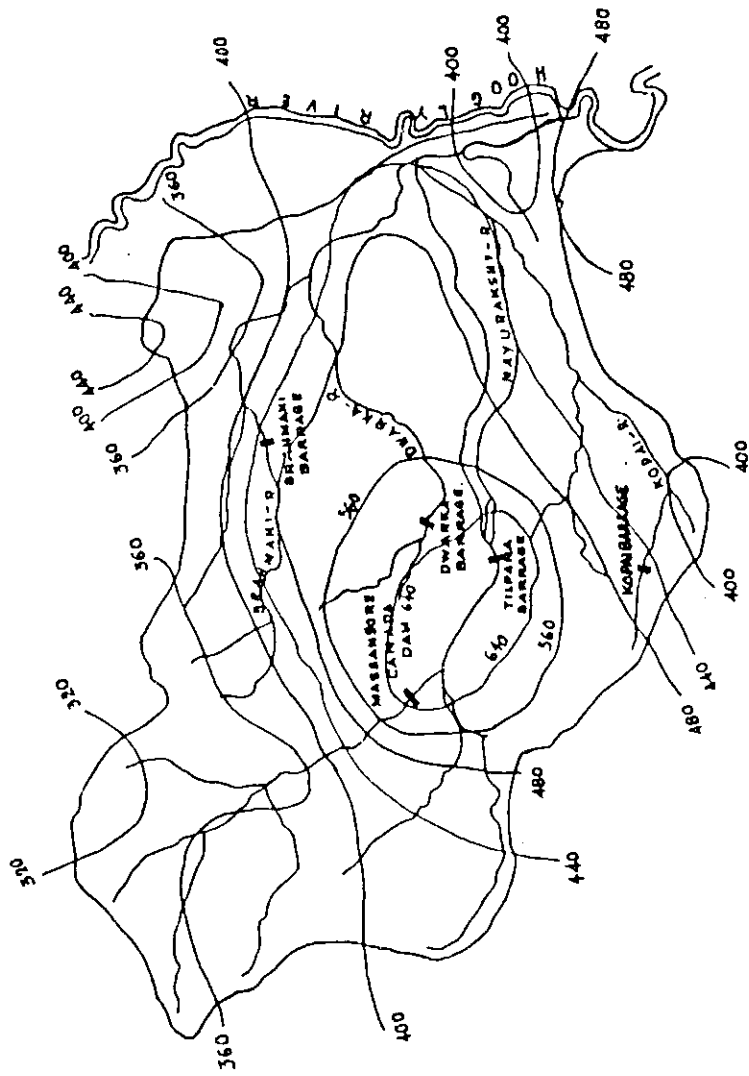 400
400
480
400
HOOGLY RIVER
360
400
440
440
400
360
480
MAYURAKSHI-R
DWARKA-R
BRAHMANI
BARRAGE
BRAHMANI-R
560
DWARKA
BARRAGE
TILPARA
BARRAGE
MASSANJORE
CANADA
DAM 640
640
560
KOPAI-R
KOPAI BARRAGE
400
400
440
480
360
320
320
480
440
360
400